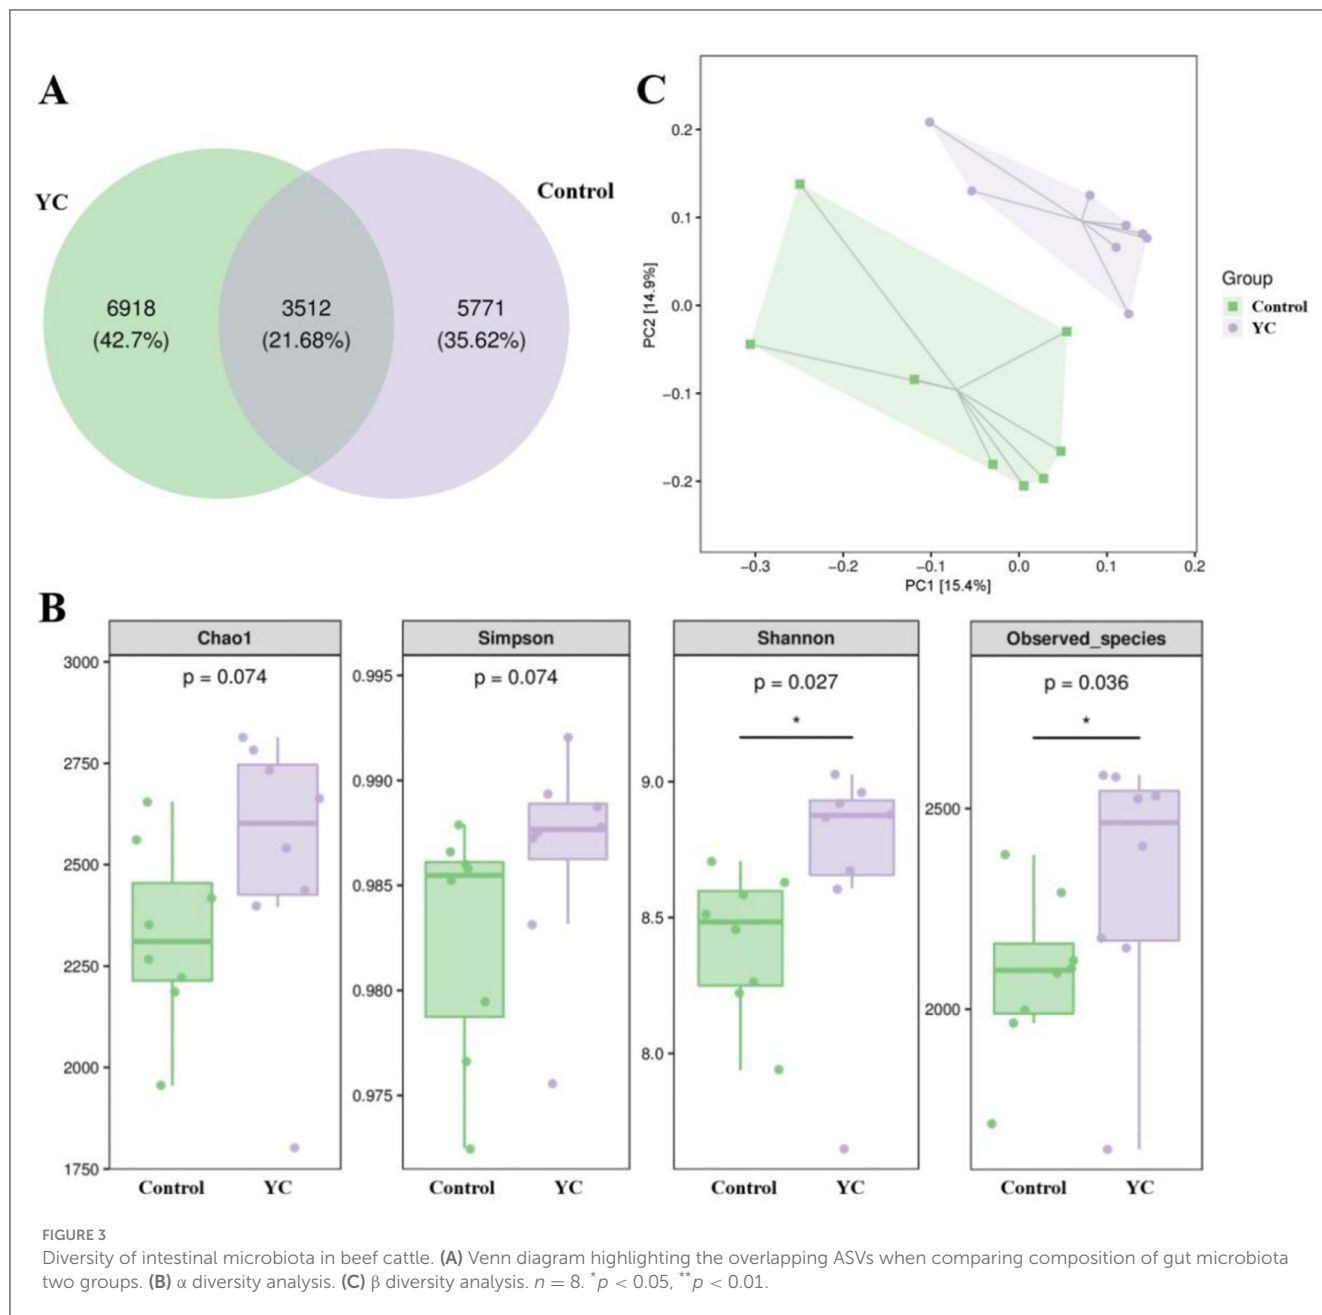 A
YC
Control
6918
(42.7%)
3512
(21.68%)
5771
(35.62%)
C
0.2
0.1
0.0
−0.1
−0.2
PC2 [14.9%]
−0.3
−0.2
−0.1
0.0
0.1
0.2
PC1 [15.4%]
Group
Control
YC
B
Chao1
p = 0.074
3000
2750
2500
2250
2000
1750
Control
YC
Simpson
p = 0.074
0.995
0.990
0.985
0.980
0.975
Control
YC
Shannon
p = 0.027
*
9.0
8.5
8.0
Control
YC
Observed_species
p = 0.036
*
2500
2000
Control
YC
FIGURE 3
Diversity of intestinal microbiota in beef cattle. (A) Venn diagram highlighting the overlapping ASVs when comparing composition of gut microbiota
two groups. (B) α diversity analysis. (C) β diversity analysis. n = 8. *p < 0.05, **p < 0.01.